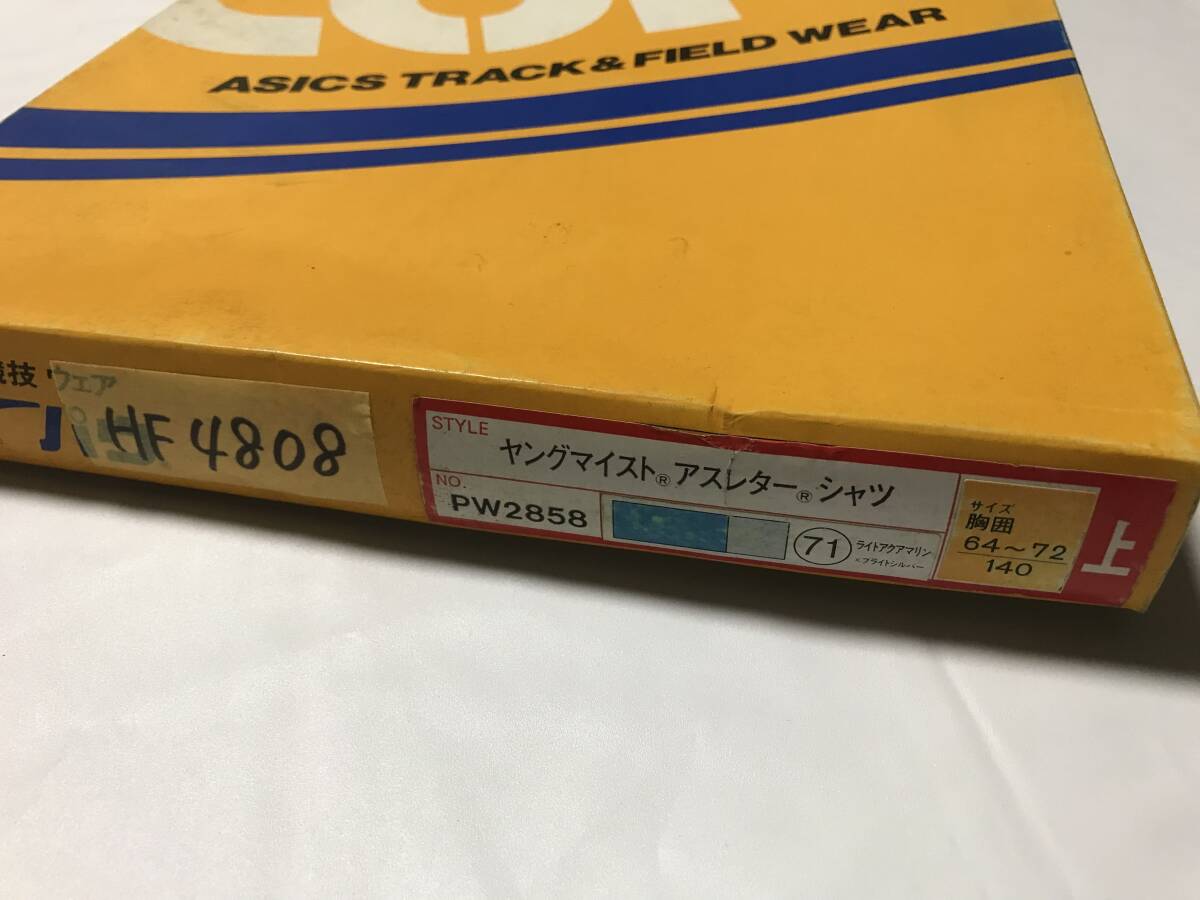 ASICS TRACK & FIELD WEAR
技・ウェア
HF4808
STYLE
ヤングマイスト® アスレター® シャツ
NO.
PW2858
71
ライトアクアマリン
×ブライトシルバー
サイズ
胸囲
64～72
140
上